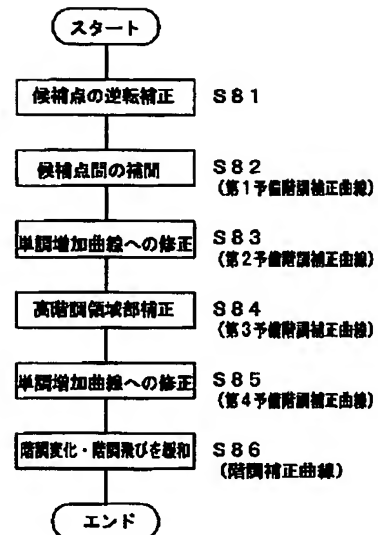 スタート
候補点の逆転補正 S81
候補点間の補間 S82
(第1予備階調補正曲線)
単調増加曲線への修正 S83
(第2予備階調補正曲線)
高階調領域部補正 S84
(第3予備階調補正曲線)
単調増加曲線への修正 S85
(第4予備階調補正曲線)
階調変化・階調飛びを緩和 S86
(階調補正曲線)
エンド